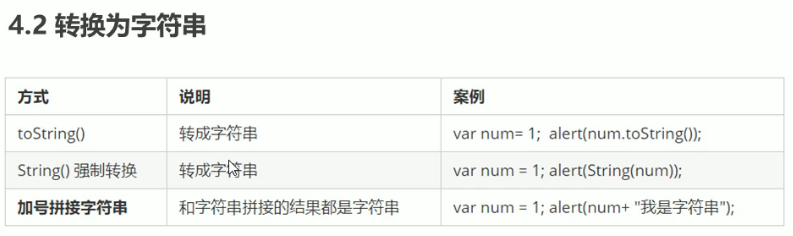 4.2 转换为字符串
方式 说明 案例
toString() 转成字符串 var num= 1; alert(num.toString());
String() 强制转换 转成字符串 var num = 1; alert(String(num));
加号拼接字符串 和字符串拼接的结果都是字符串 var num = 1; alert(num+ "我是字符串");